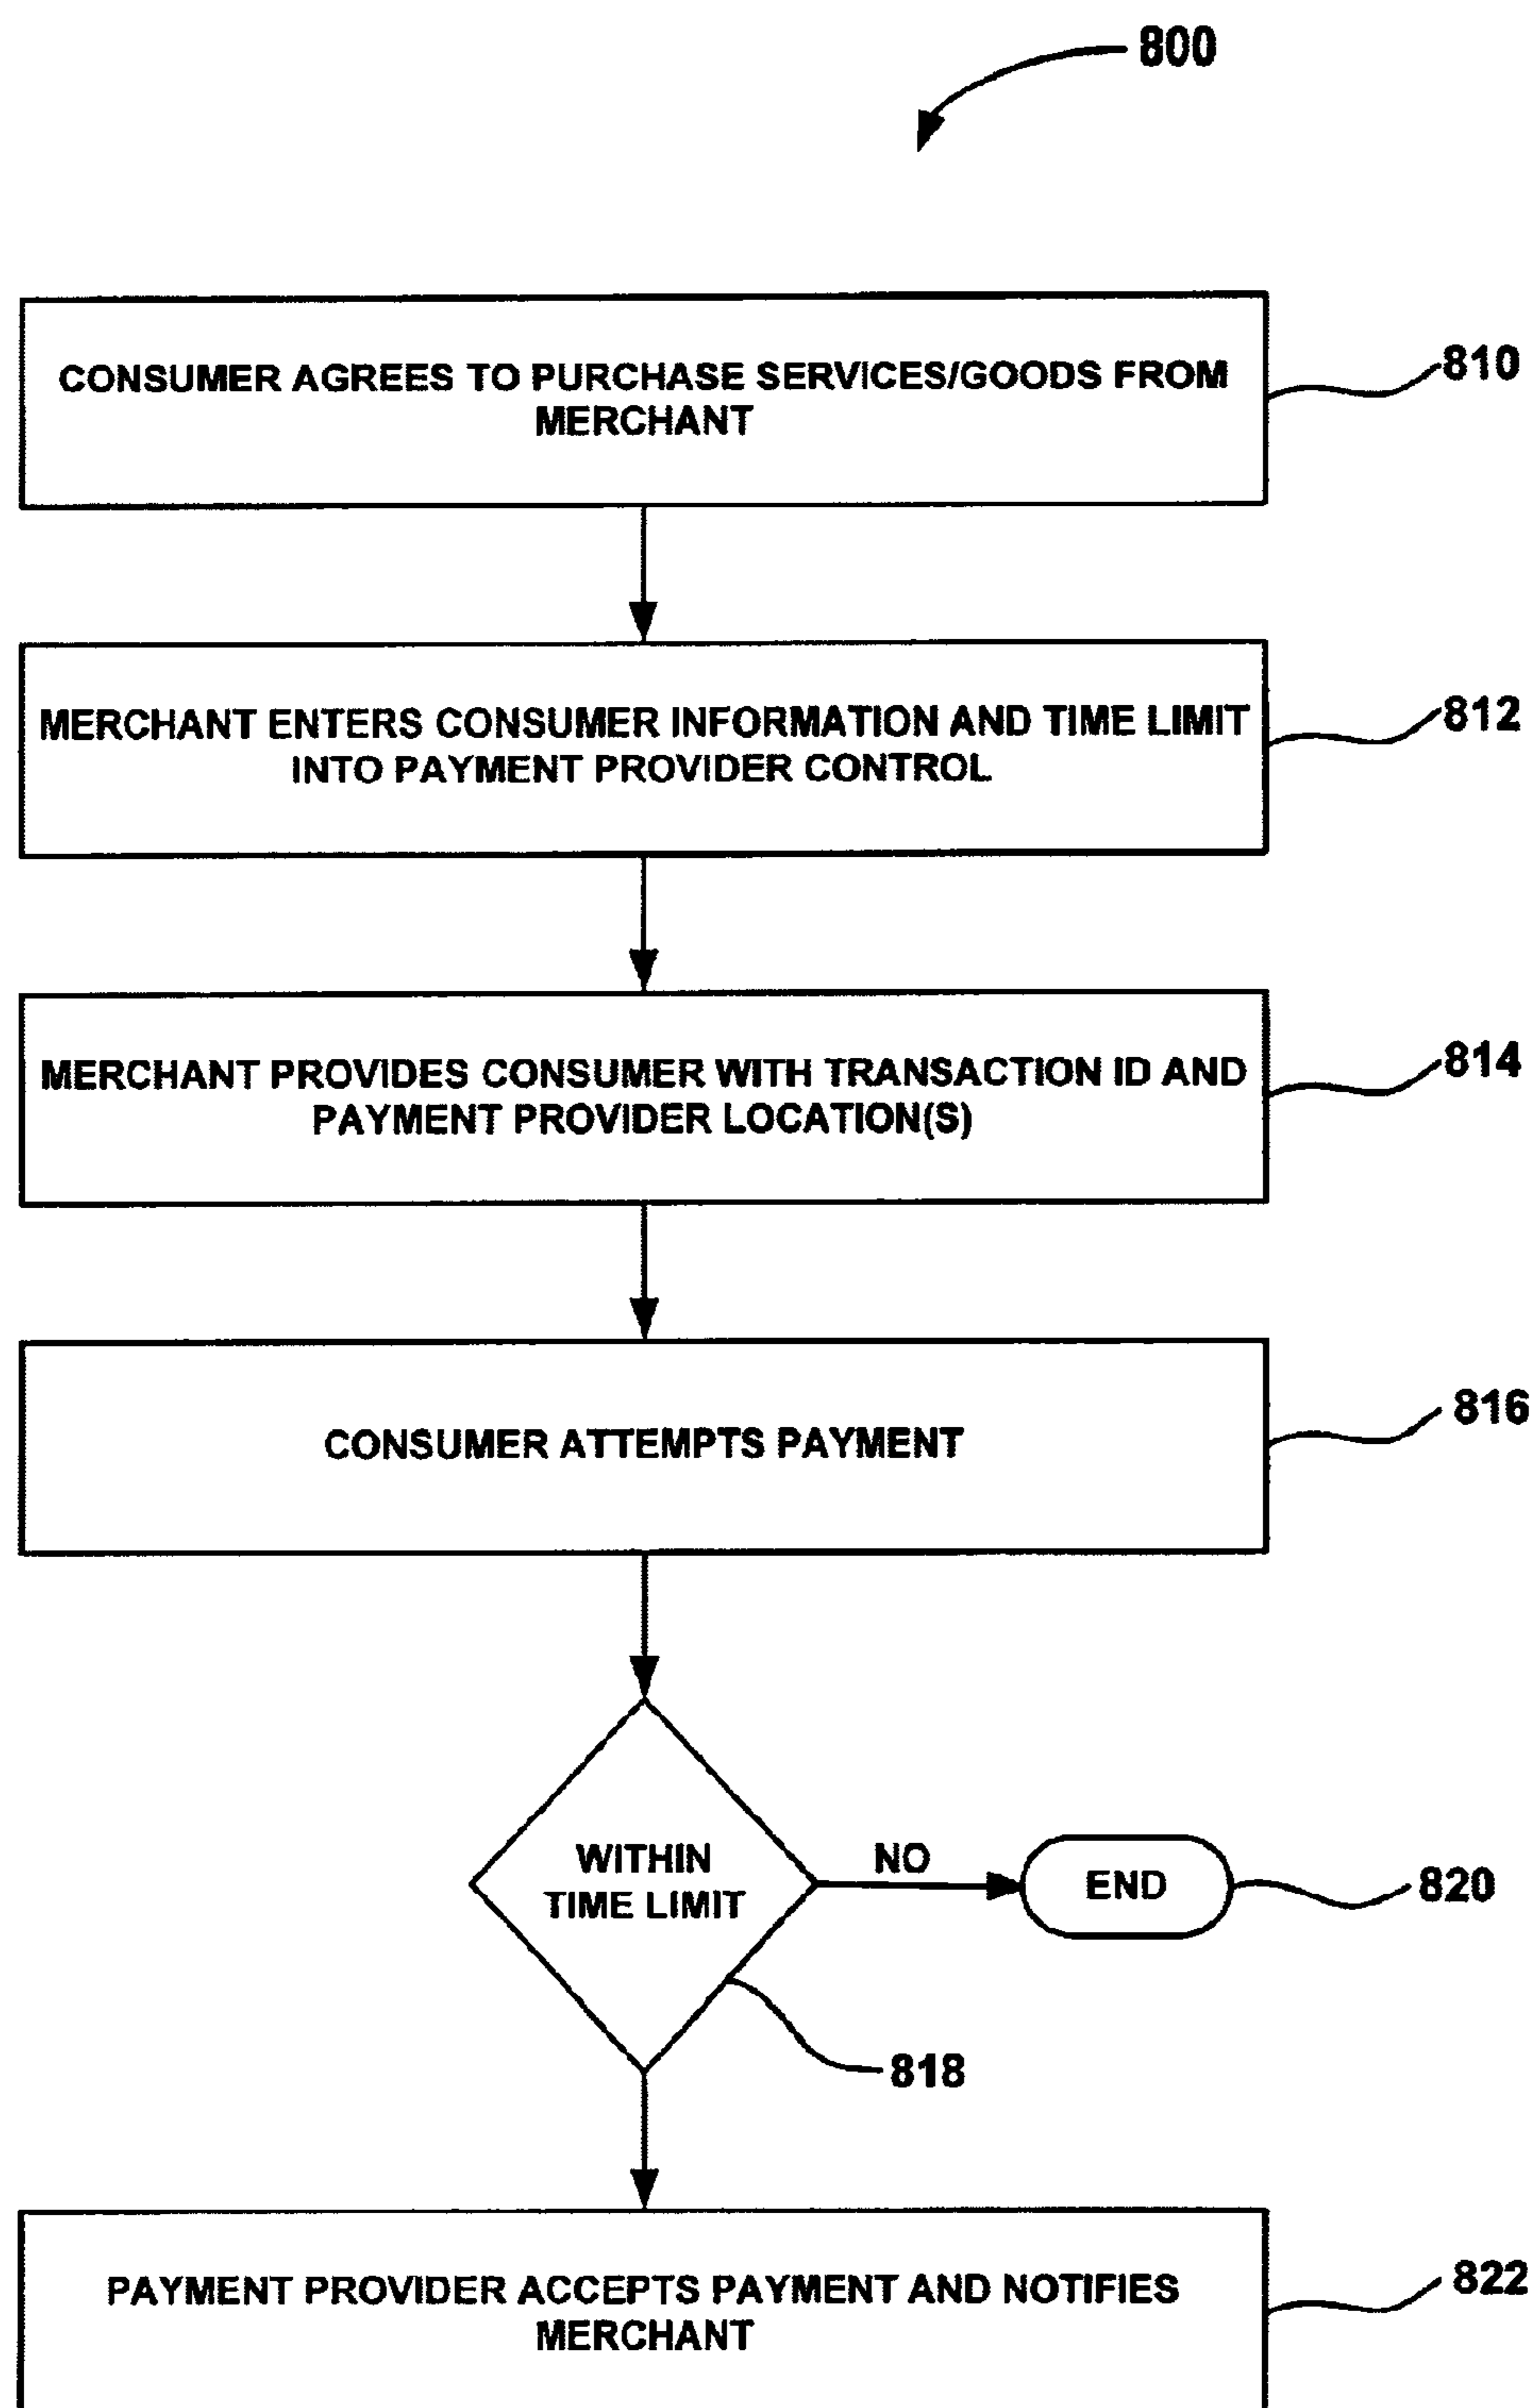 800
CONSUMER AGREES TO PURCHASE SERVICES/GOODS FROM
MERCHANT
810
MERCHANT ENTERS CONSUMER INFORMATION AND TIME LIMIT
INTO PAYMENT PROVIDER CONTROL
812
MERCHANT PROVIDES CONSUMER WITH TRANSACTION ID AND
PAYMENT PROVIDER LOCATION(S)
814
CONSUMER ATTEMPTS PAYMENT
816
WITHIN
TIME LIMIT
NO
END
820
818
PAYMENT PROVIDER ACCEPTS PAYMENT AND NOTIFIES
MERCHANT
822